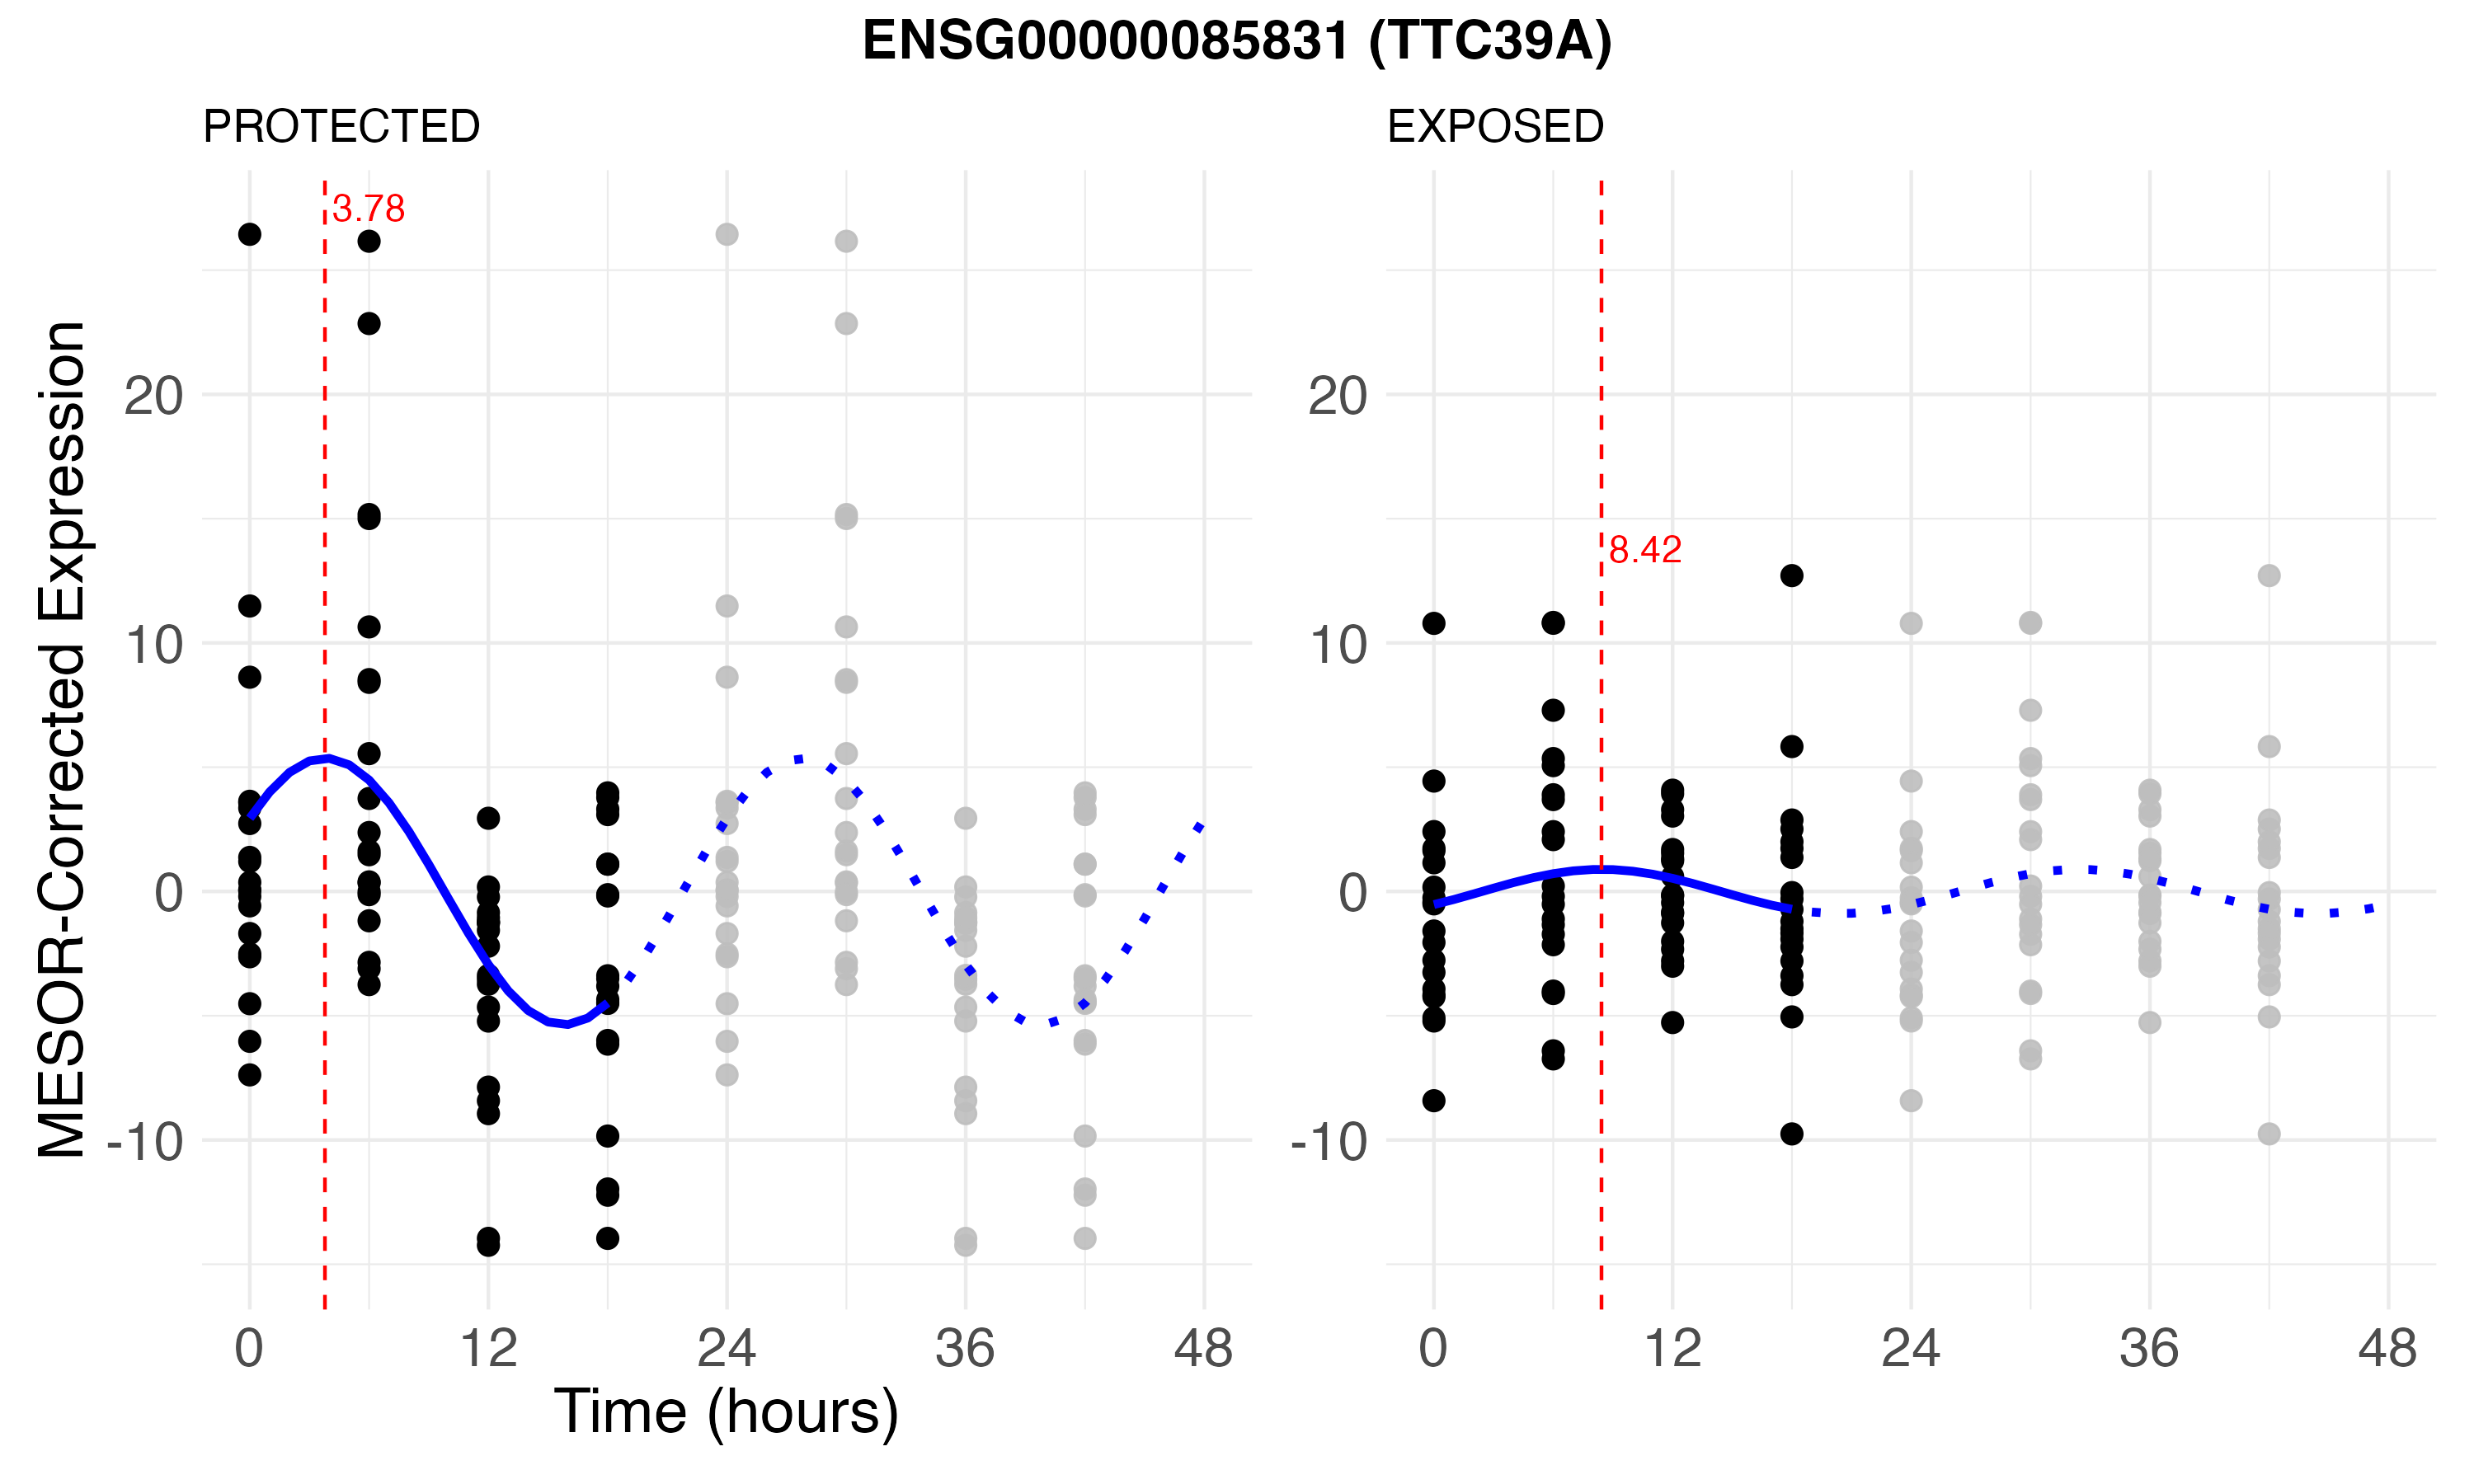 ENSG00000085831 (TTC39A)
PROTECTED
EXPOSED
MESOR-Corrected Expression
3.78
20
10
0
-10
0 12 24 36 48
Time (hours)
8.42
20
10
0
-10
0 12 24 36 48